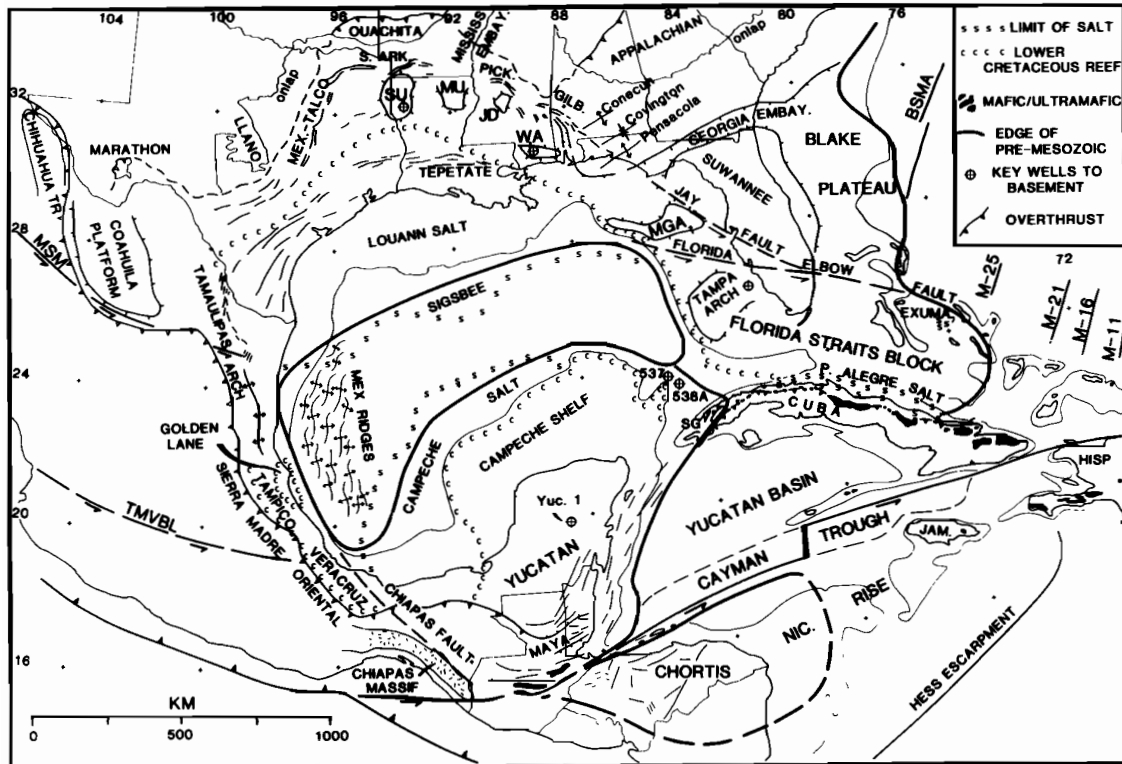 104
100
96
92
88
84
80
76
OUACHITA
MISSISS
EMBAY.
APPALACHIAN
onlap
S. ARK
PICK
onlap
SU
MU
JD
GILB
Conecuh
Covington
Pensacola
GEORGIA EMBAY.
BSMA
BLAKE
PLATEAU
32
CHIHUAHUA TR.
MARATHON
LLANO
MEX-TALCO
WA
TEPETATE
SUWANNEE
JAY
FAULT
MGA
FLORIDA
ELBOW
FAULT
28
MSM
COAHUILA
PLATFORM
LOUANN SALT
TAMPA
ARCH
EXUMA
72
M-25
M-21
M-16
M-11
TAMAULIPAS ARCH
SIGSBEE
FLORIDA STRAITS BLOCK
24
MEX RIDGES
SALT
537
538A
P. ALEGRE SALT
CUBA
SG
GOLDEN
LANE
CAMPECHE
CAMPECHE SHELF
HISP
20
TMVBL
TAMPICO
SIERRA MADRE
ORIENTAL
VERACRUZ
Yuc. 1
YUCATAN
YUCATAN BASIN
CAYMAN
TROUGH
JAM.
CHIAPAS FAULT
RISE
MAYA
NIC.
16
CHIAPAS
MASSIF
CHORTIS
HESS ESCARPMENT
KM
0
500
1000
s s s s LIMIT OF SALT
c c c c LOWER
CRETACEOUS REEF
MAFIC/ULTRAMAFIC
EDGE OF
PRE-MESOZOIC
KEY WELLS TO
BASEMENT
OVERTHRUST